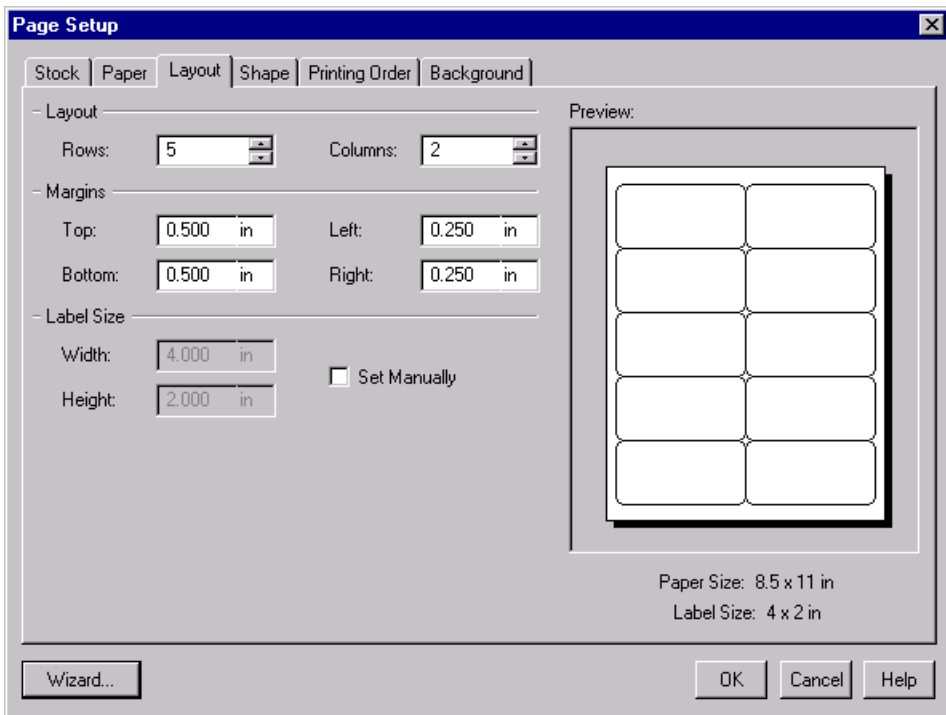 Page Setup
Stock Paper Layout Shape Printing Order Background
Layout
Rows: 5 Columns: 2
Margins
Top: 0.500 in Left: 0.250 in
Bottom: 0.500 in Right: 0.250 in
Label Size
Width: 4.000 in
Set Manually
Height: 2.000 in
Preview:
Paper Size: 8.5 x 11 in
Label Size: 4 x 2 in
Wizard... OK Cancel Help